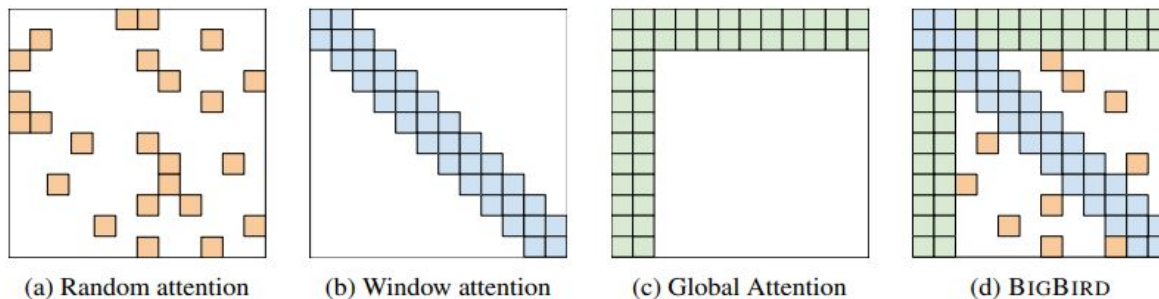 (a) Random attention
(b) Window attention
(c) Global Attention
(d) BIGBIRD